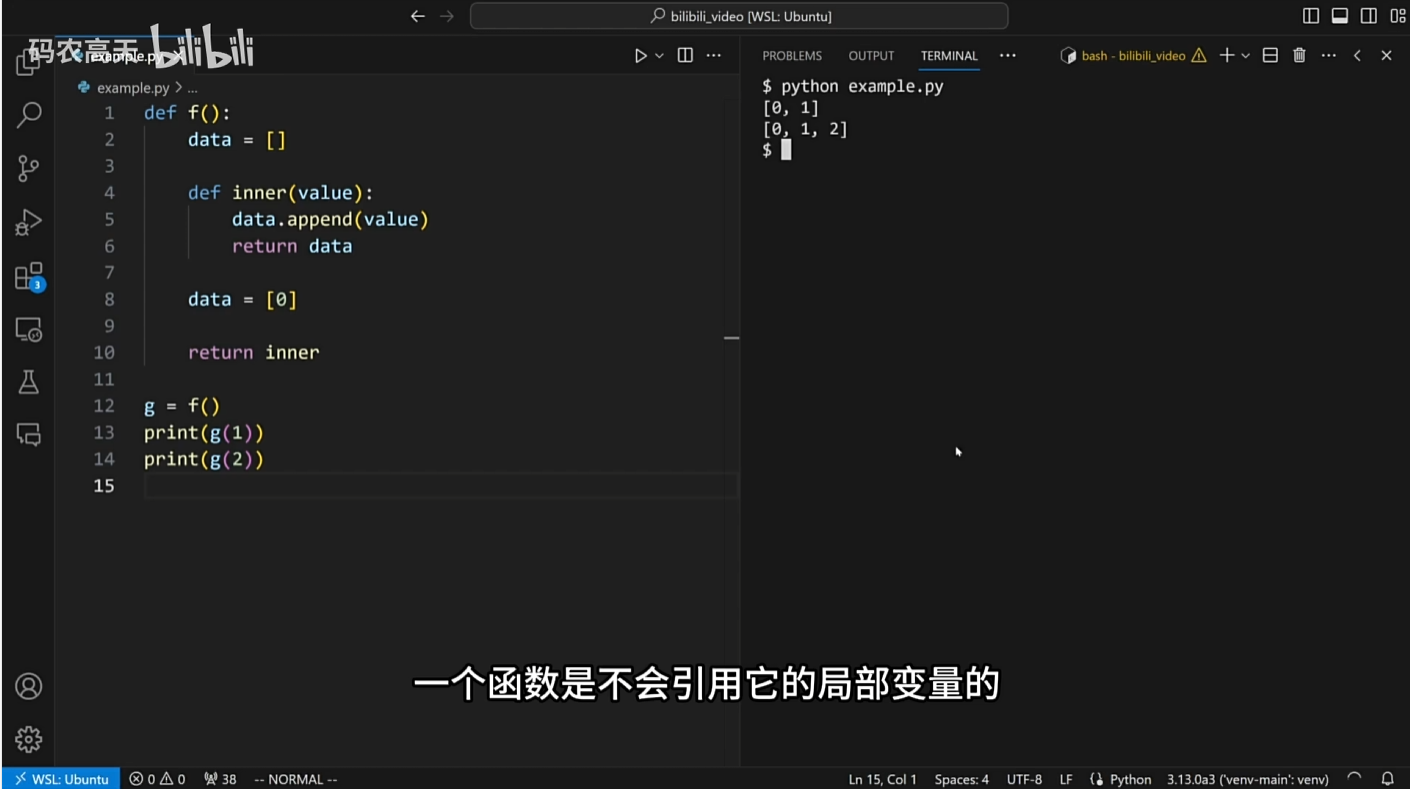 bilibili_video [WSL: Ubuntu]
码农高天 bilibili
example.py
PROBLEMS OUTPUT TERMINAL ... bash - bilibili_video
example.py > ...
1 def f():
2     data = []
3
4     def inner(value):
5         data.append(value)
6         return data
7
8     data = [0]
9
10     return inner
11
12 g = f()
13 print(g(1))
14 print(g(2))
15
$ python example.py
[0, 1]
[0, 1, 2]
$
3
一个函数是不会引用它的局部变量的
WSL: Ubuntu 0 0 38 -- NORMAL -- Ln 15, Col 1 Spaces: 4 UTF-8 LF Python 3.13.0a3 ('venv-main': venv)